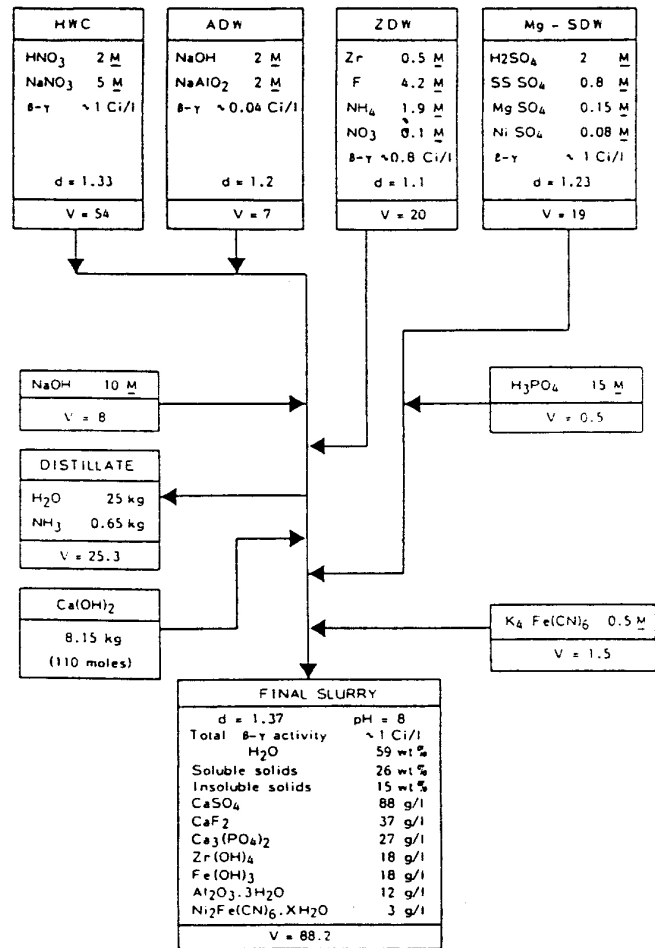 HWC
HNO3 2 M
NaNO3 5 M
β-γ ~1 Ci/l
d = 1.33
V = 54
ADW
NaOH 2 M
NaAlO2 2 M
β-γ ~0.04 Ci/l
d = 1.2
V = 7
ZDW
Zr 0.5 M
F 4.2 M
NH4 1.9 M
NO3 0.1 M
β-γ ~0.8 Ci/l
d = 1.1
V = 20
Mg - SDW
H2SO4 2 M
SS SO4 0.8 M
Mg SO4 0.15 M
Ni SO4 0.08 M
β-γ ~ 1 Ci/l
d = 1.23
V = 19
NaOH 10 M
V = 8
H3PO4 15 M
V = 0.5
DISTILLATE
H2O 25 kg
NH3 0.65 kg
V = 25.3
Ca(OH)2
8.15 kg
(110 moles)
K4 Fe(CN)6 0.5 M
V = 1.5
FINAL SLURRY
d = 1.37 pH = 8
Total β-γ activity ~1 Ci/l
H2O 59 wt%
Soluble solids 26 wt%
Insoluble solids 15 wt%
CaSO4 88 g/l
CaF2 37 g/l
Ca3(PO4)2 27 g/l
Zr(OH)4 18 g/l
Fe(OH)3 18 g/l
Al2O3.3H2O 12 g/l
Ni2Fe(CN)6.XH2O 3 g/l
V = 88.2